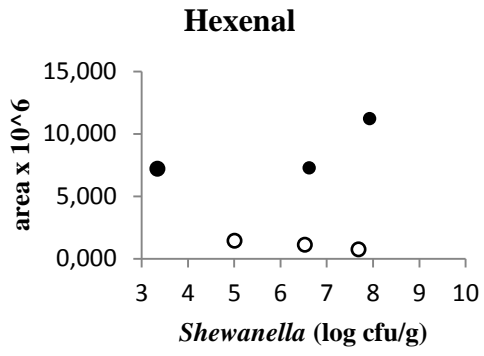 Hexenal
area x 10^6
15,000
10,000
5,000
0,000
3 4 5 6 7 8 9 10
Shewanella (log cfu/g)